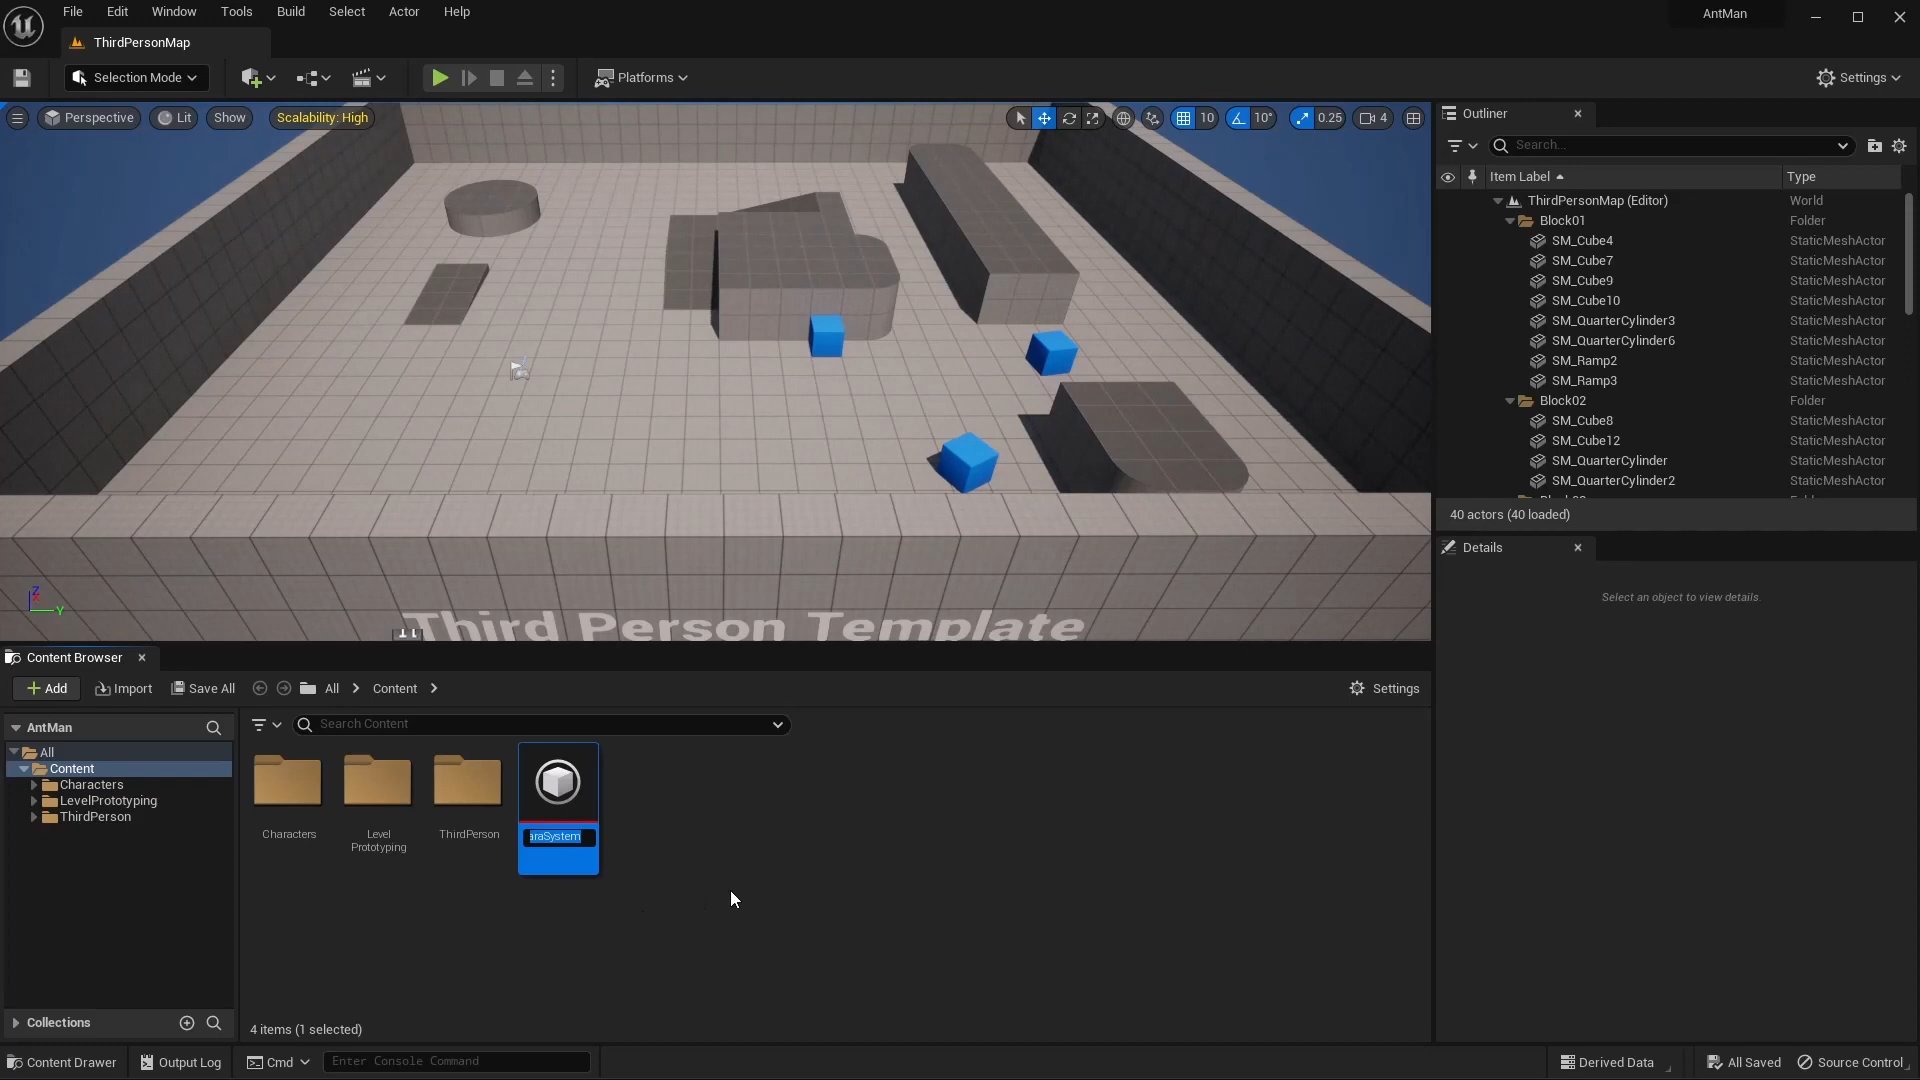 File Edit Window Tools Build Select Actor Help
AntMan
ThirdPersonMap
Selection Mode
Platforms
Settings
Perspective Lit Show Scalability: High
10 10° 0.25 4
Third Person Template
Z
Y
Outliner
Search...
Item Label Type
ThirdPersonMap (Editor) World
Block01 Folder
SM_Cube4 StaticMeshActor
SM_Cube7 StaticMeshActor
SM_Cube9 StaticMeshActor
SM_Cube10 StaticMeshActor
SM_QuarterCylinder3 StaticMeshActor
SM_QuarterCylinder6 StaticMeshActor
SM_Ramp2 StaticMeshActor
SM_Ramp3 StaticMeshActor
Block02 Folder
SM_Cube8 StaticMeshActor
SM_Cube12 StaticMeshActor
SM_QuarterCylinder StaticMeshActor
SM_QuarterCylinder2 StaticMeshActor
40 actors (40 loaded)
Details
Select an object to view details.
Content Browser
Add Import Save All All Content
Settings
AntMan
All
Content
Characters
LevelPrototyping
ThirdPerson
Search Content
Characters
Level
Prototyping
ThirdPerson
araSystem
Collections
4 items (1 selected)
Content Drawer Output Log Cmd Enter Console Command
Derived Data All Saved Source Control